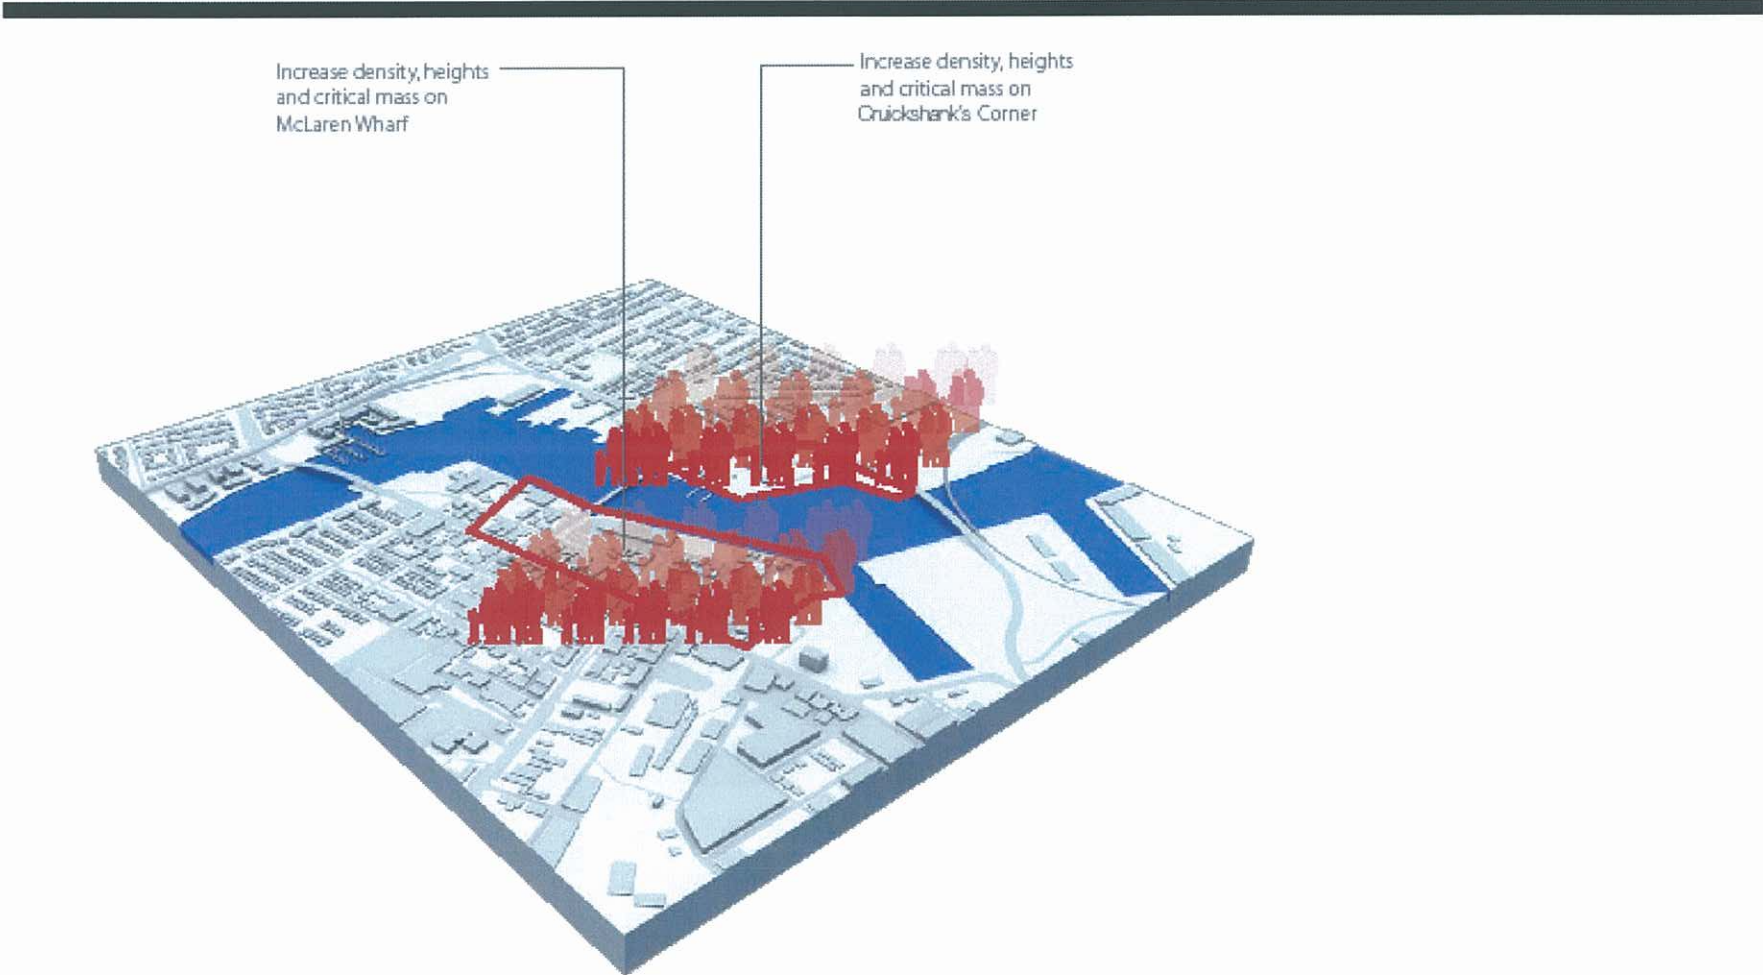 Increase density, heights
and critical mass on
McLaren Wharf
Increase density, heights
and critical mass on
Cruickshank's Corner